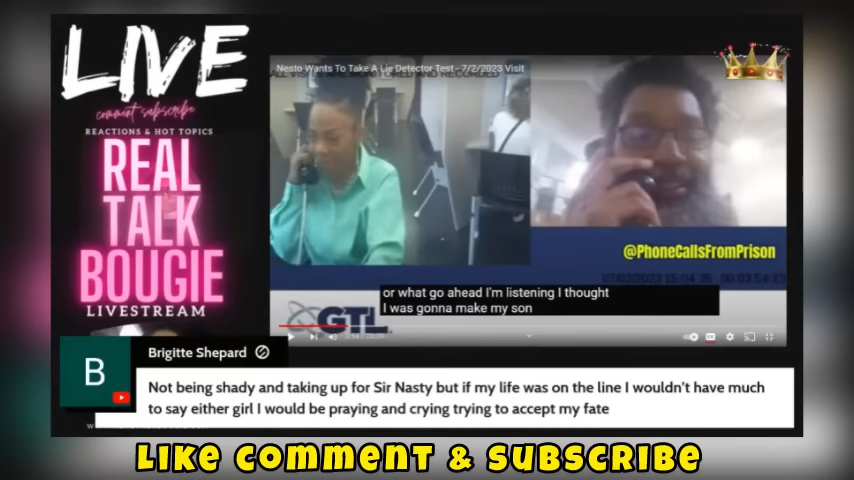 LIVE
comment subscribe
REACTIONS & HOT TOPICS
REAL
TALK
BOUGIE
LIVESTREAM
Nesto Wants To Take A Lie Detector Test - 7/2/2023 Visit
@PhoneCallsFromPrison
or what go ahead I'm listening I thought
I was gonna make my son
GTL
B
Brigitte Shepard
Not being shady and taking up for Sir Nasty but if my life was on the line I wouldn't have much
to say either girl I would be praying and crying trying to accept my fate
LIKE COMMENT & SUBSCRIBE